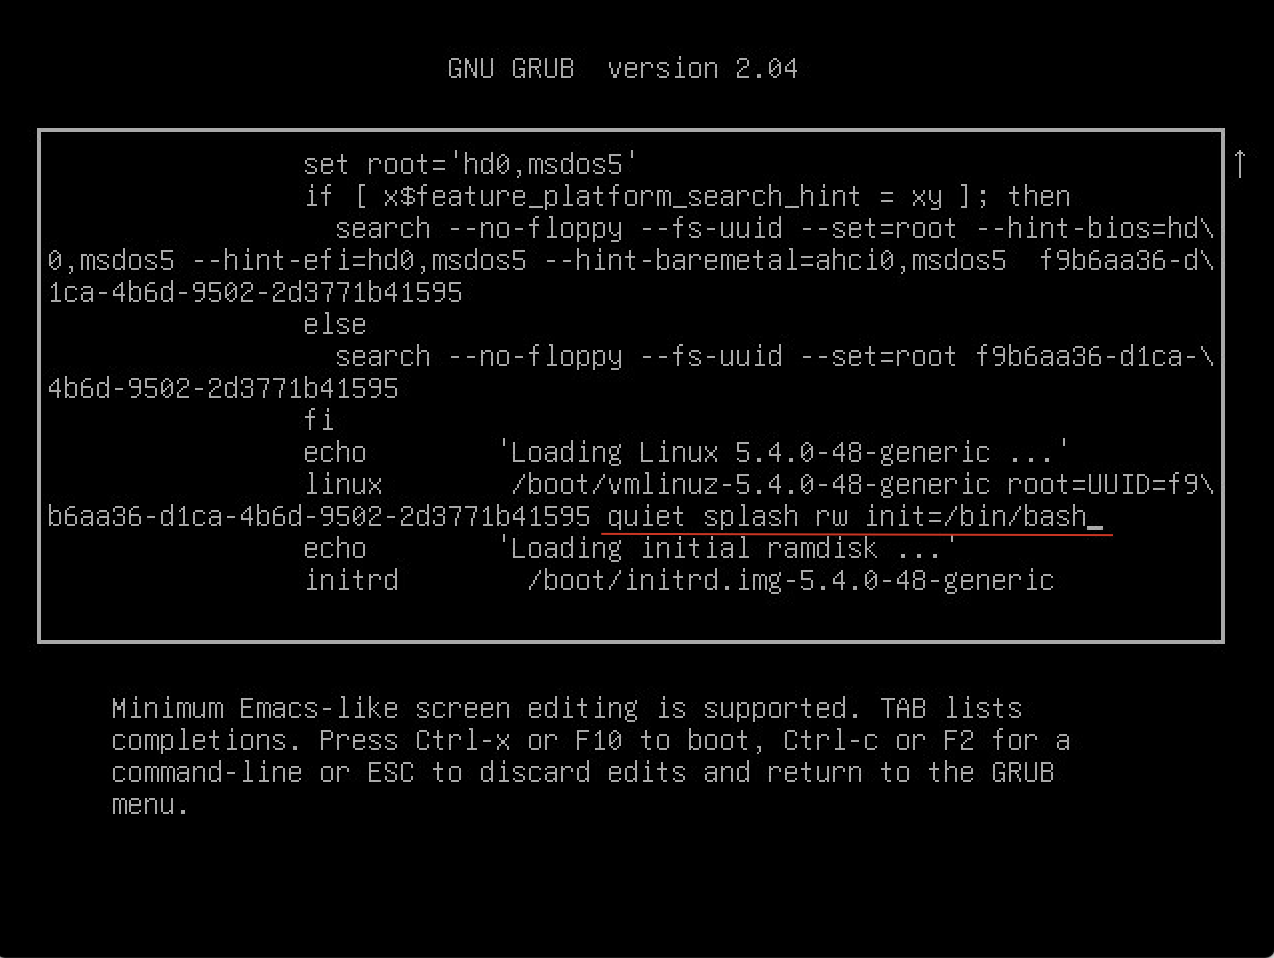 GNU GRUB  version 2.04
set root='hd0,msdos5'
if [ x$feature_platform_search_hint = xy ]; then
search --no-floppy --fs-uuid --set=root --hint-bios=hd\
0,msdos5 --hint-efi=hd0,msdos5 --hint-baremetal=ahci0,msdos5  f9b6aa36-d\
1ca-4b6d-9502-2d3771b41595
else
search --no-floppy --fs-uuid --set=root f9b6aa36-d1ca-\
4b6d-9502-2d3771b41595
fi
echo        'Loading Linux 5.4.0-48-generic ...'
linux        /boot/vmlinuz-5.4.0-48-generic root=UUID=f9\
b6aa36-d1ca-4b6d-9502-2d3771b41595 quiet splash rw init=/bin/bash_
echo        'Loading initial ramdisk ...'
initrd        /boot/initrd.img-5.4.0-48-generic
Minimum Emacs-like screen editing is supported. TAB lists
completions. Press Ctrl-x or F10 to boot, Ctrl-c or F2 for a
command-line or ESC to discard edits and return to the GRUB
menu.